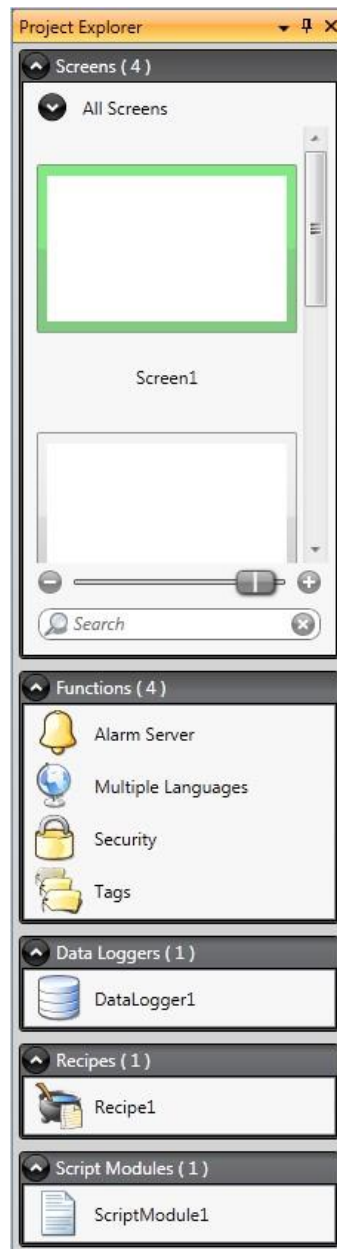 Project Explorer
Screens ( 4 )
All Screens
Screen1
Search
Functions ( 4 )
Alarm Server
Multiple Languages
Security
Tags
Data Loggers ( 1 )
DataLogger1
Recipes ( 1 )
Recipe1
Script Modules ( 1 )
ScriptModule1